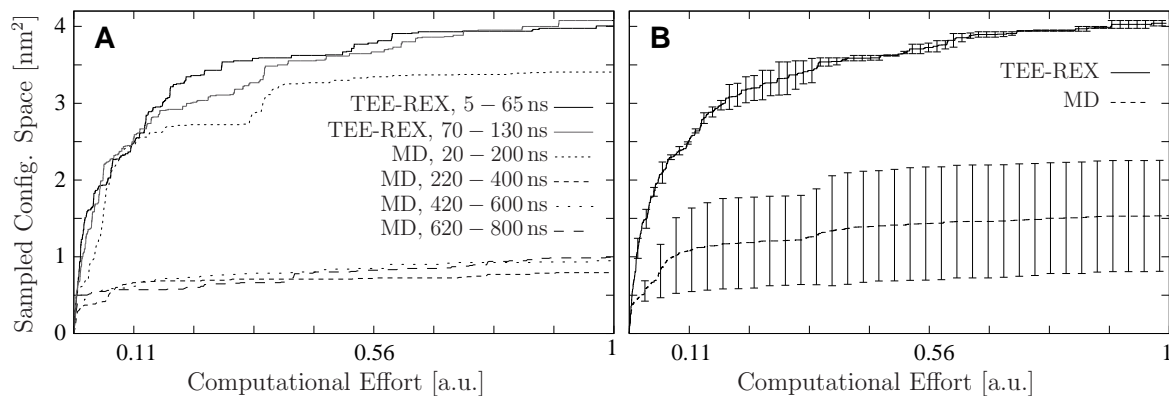 Sampled Config. Space [nm²]
4
3
2
1
0
A
TEE-REX, 5 – 65 ns
TEE-REX, 70 – 130 ns
MD, 20 – 200 ns
MD, 220 – 400 ns
MD, 420 – 600 ns
MD, 620 – 800 ns
0.11 0.56 1
Computational Effort [a.u.]
B
TEE-REX
MD
0.11 0.56 1
Computational Effort [a.u.]